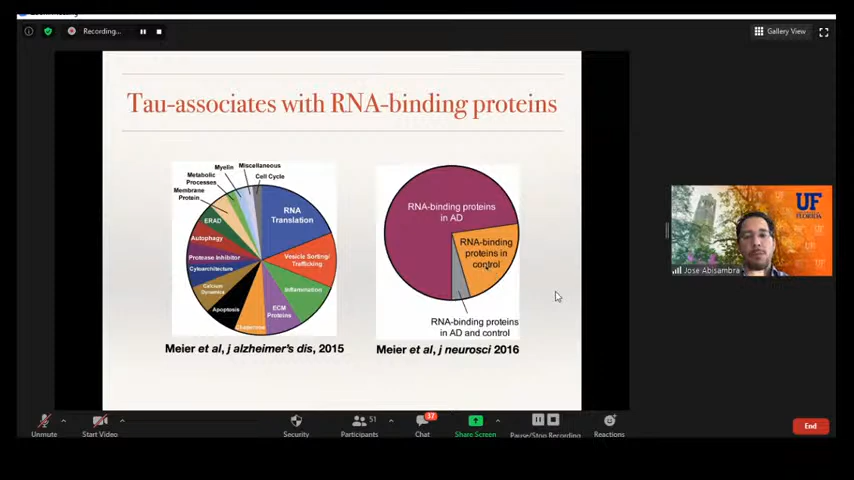 Recording...
Gallery View
Tau-associates with RNA-binding proteins
Miscellaneous
Myelin
Cell Cycle
Metabolic
Processes
Membrane
Protein
ERAD
Autophagy
Protease inhibitor
Cytoarchitecture
Calcium
Dynamics
Apoptosis
Chaperones
ECM
Proteins
Inflammation
Vesicle Sorting/
Trafficking
RNA
Translation
Meier et al, j alzheimer's dis, 2015
RNA-binding proteins
in AD
RNA-binding
proteins in
control
RNA-binding proteins
in AD and control
Meier et al, j neurosci 2016
UF
FLORIDA
Jose Abisambra
Unmute
Start Video
Security
51
Participants
37
Chat
Share Screen
Pause/Stop Recording
Reactions
End